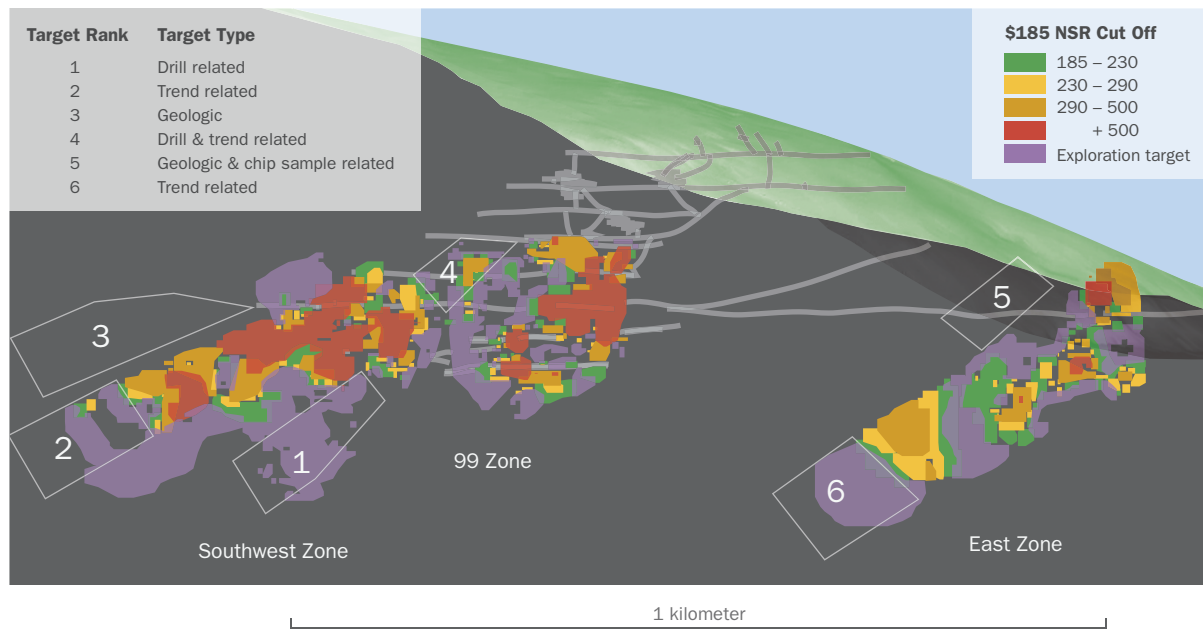 Target Rank Target Type
1 Drill related
2 Trend related
3 Geologic
4 Drill & trend related
5 Geologic & chip sample related
6 Trend related
$185 NSR Cut Off
185 – 230
230 – 290
290 – 500
+ 500
Exploration target
4
5
3
2
1
99 Zone
6
Southwest Zone
East Zone
1 kilometer